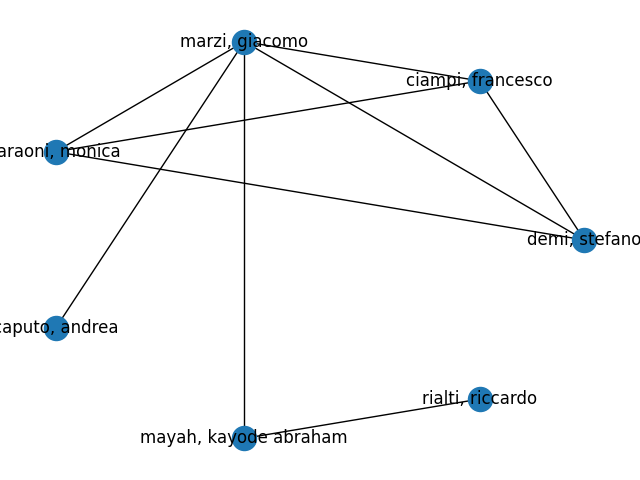 marzi, giacomo
ciampi, francesco
araoni, monica
demi, stefano
caputo, andrea
rialti, riccardo
mayah, kayode abraham